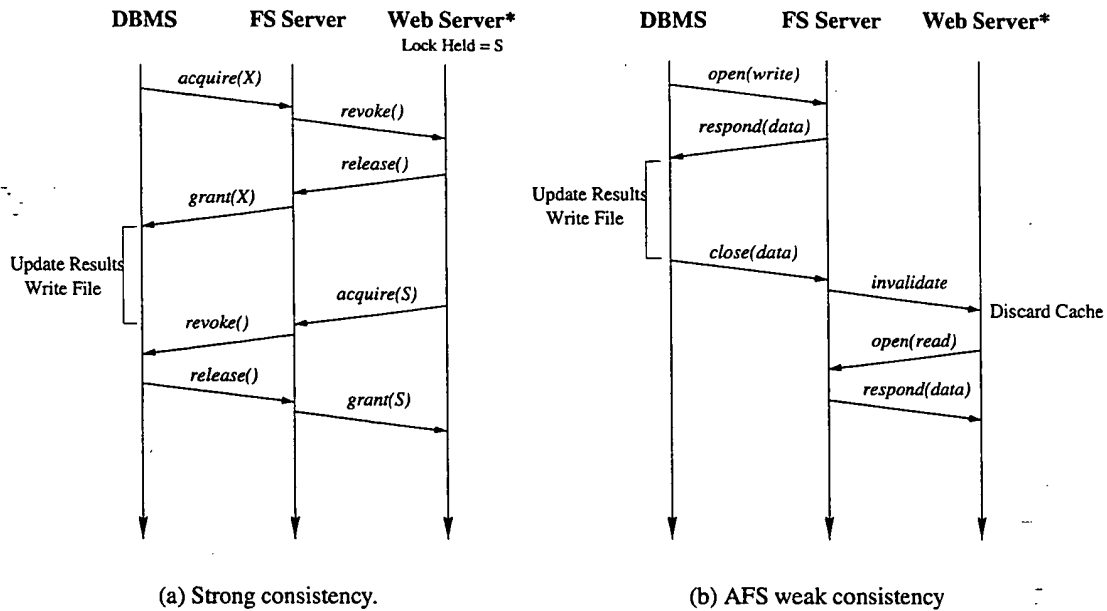 DBMS FS Server Web Server*
Lock Held = S
acquire(X)
revoke()
release()
grant(X)
Update Results
Write File
acquire(S)
revoke()
release()
grant(S)
(a) Strong consistency.
DBMS FS Server Web Server*
open(write)
respond(data)
Update Results
Write File
close(data)
invalidate
Discard Cache
open(read)
respond(data)
(b) AFS weak consistency